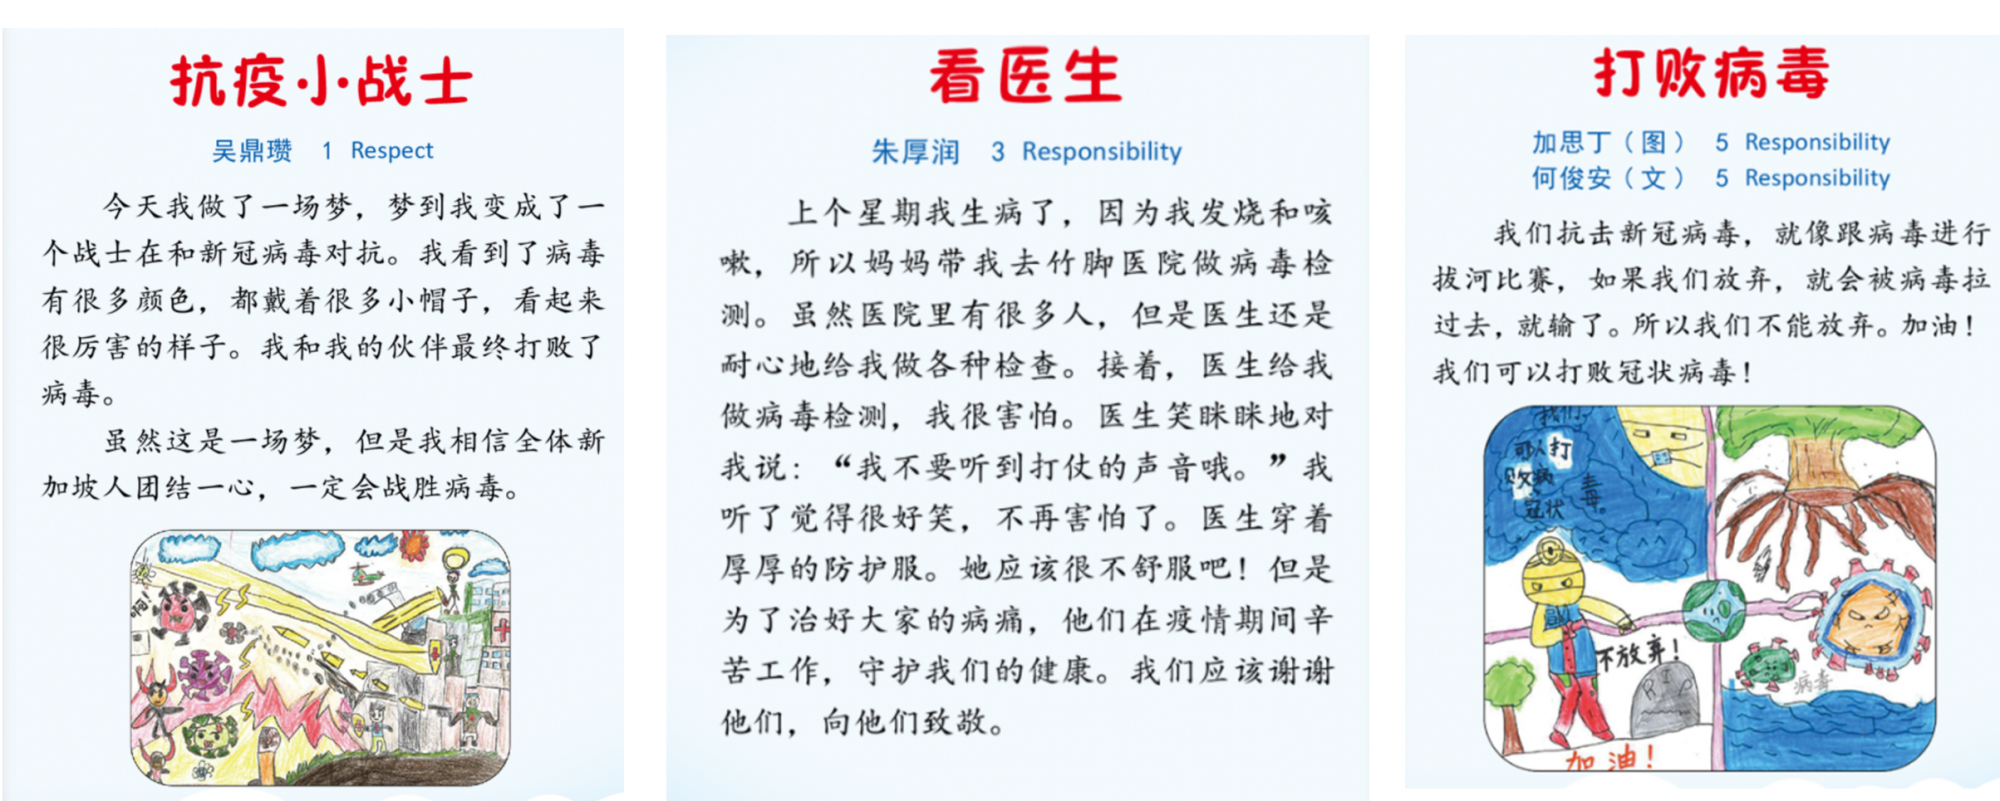 抗疫小战士
吴鼎瓒 1 Respect
今天我做了一场梦，梦到我变成了一
个战士在和新冠病毒对抗。我看到了病毒
有很多颜色，都戴着很多小帽子，看起来
很厉害的样子。我和我的伙伴最终打败了
病毒。
虽然这是一场梦，但是我相信全体新
加坡人团结一心，一定会战胜病毒。
啊！
看医生
朱厚润 3 Responsibility
上个星期我生病了，因为我发烧和咳
嗽，所以妈妈带我去竹脚医院做病毒检
测。虽然医院里有很多人，但是医生还是
耐心地给我做各种检查。接着，医生给我
做病毒检测，我很害怕。医生笑眯眯地对
我说：“我不要听到打仗的声音哦。”我
听了觉得很好笑，不再害怕了。医生穿着
厚厚的防护服。她应该很不舒服吧！但是
为了治好大家的病痛，他们在疫情期间辛
苦工作，守护我们的健康。我们应该谢谢
他们，向他们致敬。
打败病毒
加思丁（图） 5 Responsibility
何俊安（文） 5 Responsibility
我们抗击新冠病毒，就像跟病毒进行
拔河比赛，如果我们放弃，就会被病毒拉
过去，就输了。所以我们不能放弃。加油！
我们可以打败冠状病毒！
我们
可以打
败病毒。
冠状
不放弃！
RIP
病毒
加油！